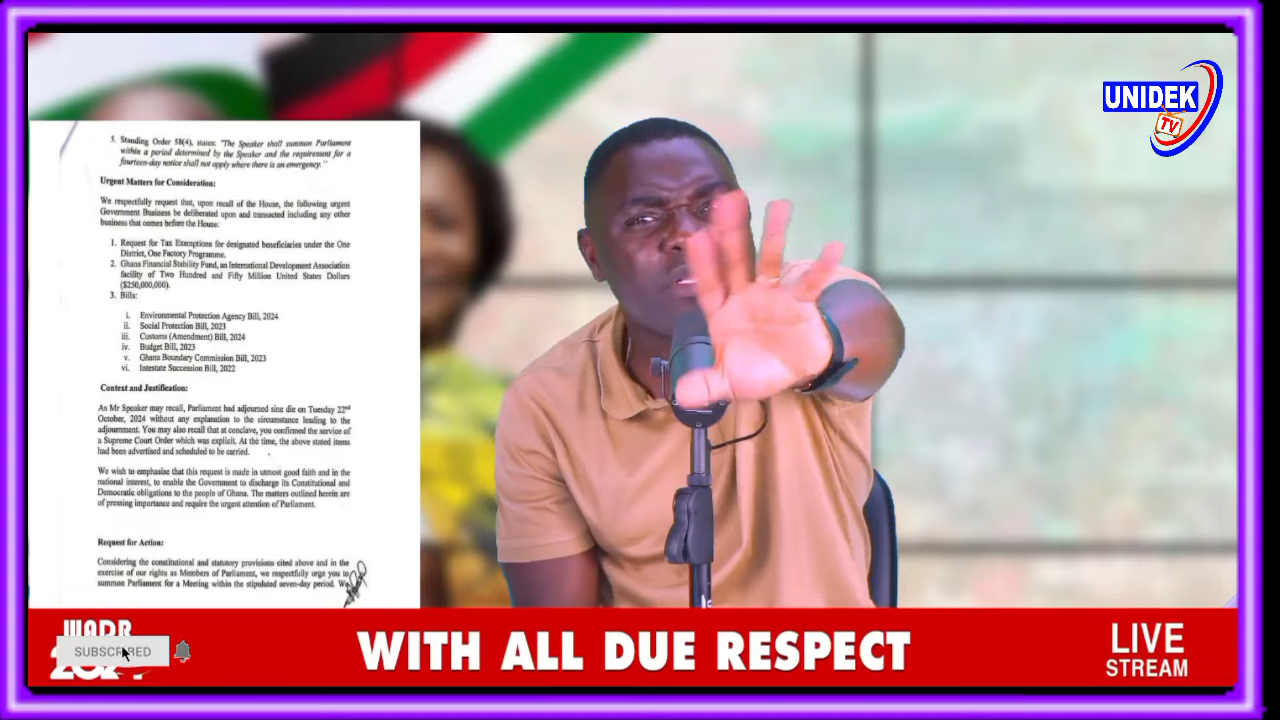 UNIDEK
TV
5. Standing Order 58(4), states: "The Speaker shall summon Parliament
within a period determined by the Speaker and the requirement for a
fourteen-day notice shall not apply where there is an emergency."
Urgent Matters for Consideration:
We respectfully request that, upon recall of the House, the following urgent
Government Business be deliberated upon and transacted including any other
business that comes before the House:
1. Request for Tax Exemptions for designated beneficiaries under the One
District, One Factory Programme.
2. Ghana Financial Stability Fund, an International Development Association
facility of Two Hundred and Fifty Million United States Dollars
($250,000,000).
3. Bills:
i. Environmental Protection Agency Bill, 2024
ii. Social Protection Bill, 2023
iii. Customs (Amendment) Bill, 2024
iv. Budget Bill, 2023
v. Ghana Boundary Commission Bill, 2023
vi. Intestate Succession Bill, 2022
Context and Justification:
As Mr Speaker may recall, Parliament had adjourned sine die on Tuesday 22nd
October, 2024 without any explanation to the circumstance leading to the
adjournment. You may also recall that at conclave, you confirmed the service of
a Supreme Court Order which was explicit. At the time, the above stated items
had been advertised and scheduled to be carried.
We wish to emphasise that this request is made in utmost good faith and in the
national interest, to enable the Government to discharge its Constitutional and
Democratic obligations to the people of Ghana. The matters outlined herein are
of pressing importance and require the urgent attention of Parliament.
Request for Action:
Considering the constitutional and statutory provisions cited above and in the
exercise of our rights as Members of Parliament, we respectfully urge you to
summon Parliament for a Meeting within the stipulated seven-day period. We
WADR
SUBSCRIBED
WITH ALL DUE RESPECT
LIVE
STREAM